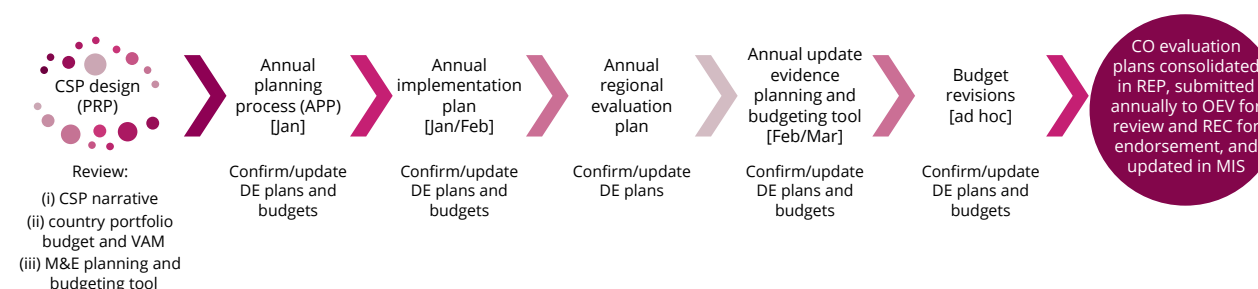 CSP design
(PRP)
Review:
(i) CSP narrative
(ii) country portfolio
budget and VAM
(iii) M&E planning and
budgeting tool
Annual
planning
process (APP)
[Jan]
Confirm/update
DE plans and
budgets
Annual
implementation
plan
[Jan/Feb]
Confirm/update
DE plans and
budgets
Annual
regional
evaluation
plan
Confirm/update
DE plans
Annual update
evidence
planning and
budgeting tool
[Feb/Mar]
Confirm/update
DE plans and
budgets
Budget
revisions
[ad hoc]
Confirm/update
DE plans and
budgets
CO evaluation
plans consolidated
in REP, submitted
annually to OEV for
review and REC for
endorsement, and
updated in MIS